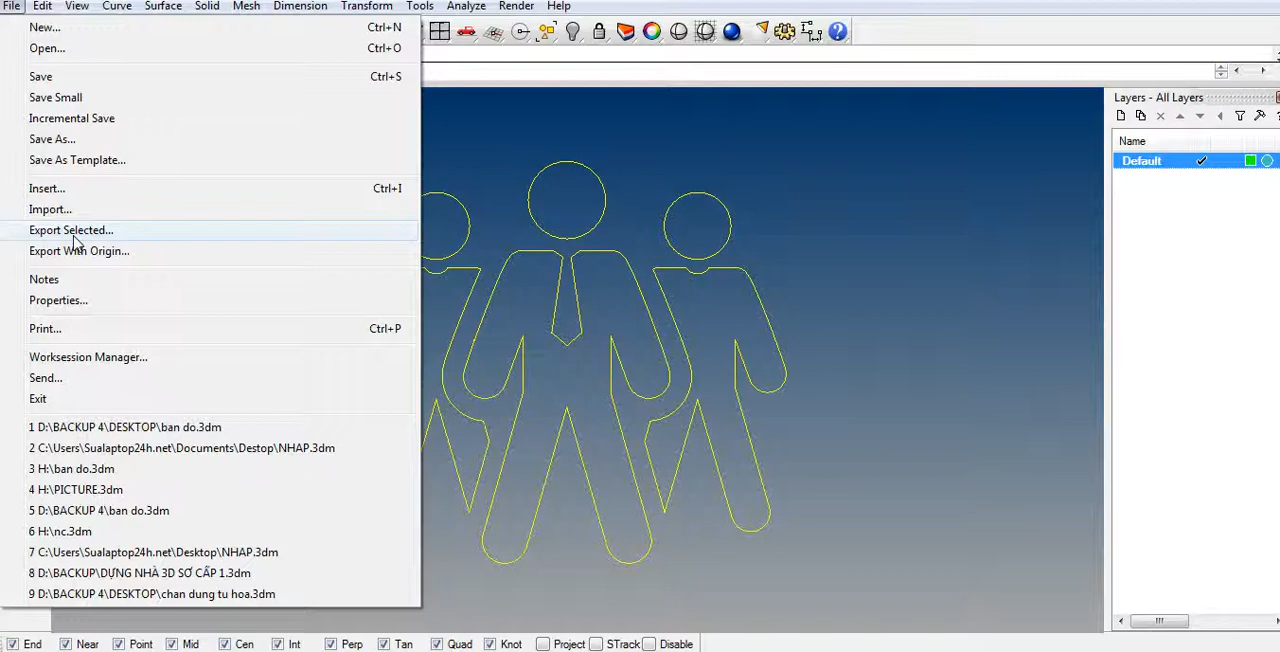 File Edit View Curve Surface Solid Mesh Dimension Transform Tools Analyze Render Help
New... Ctrl+N
Open... Ctrl+O
Save Ctrl+S
Save Small
Incremental Save
Save As...
Save As Template...
Insert... Ctrl+I
Import...
Export Selected...
Export With Origin...
Notes
Properties...
Print... Ctrl+P
Worksession Manager...
Send...
Exit
1 D:\BACKUP 4\DESKTOP\ban do.3dm
2 C:\Users\Sualaptop24h.net\Documents\Destop\NHAP.3dm
3 H:\ban do.3dm
4 H:\PICTURE.3dm
5 D:\BACKUP 4\ban do.3dm
6 H:\nc.3dm
7 C:\Users\Sualaptop24h.net\Desktop\NHAP.3dm
8 D:\BACKUP\DỰNG NHÀ 3D SƠ CẤP 1.3dm
9 D:\BACKUP 4\DESKTOP\chan dung tu hoa.3dm
Layers - All Layers
Name
Default
End Near Point Mid Cen Int Perp Tan Quad Knot Project STrack Disable